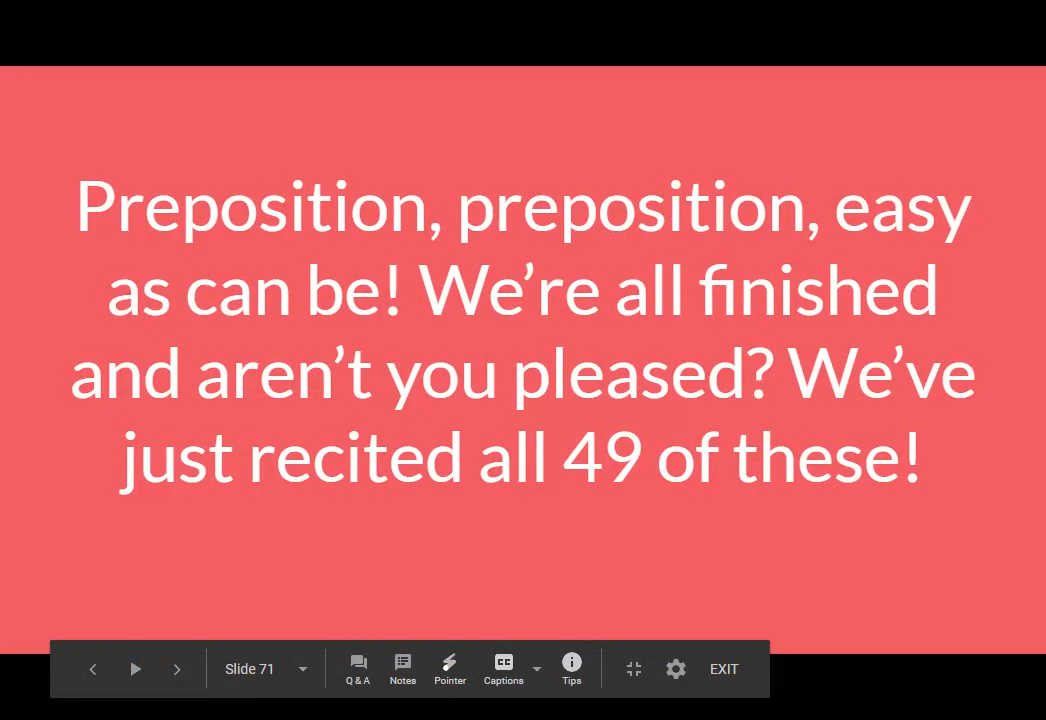 Preposition, preposition, easy
as can be! We’re all finished
and aren’t you pleased? We’ve
just recited all 49 of these!
Slide 71
Q & A
Notes
Pointer
CC
Captions
Tips
EXIT